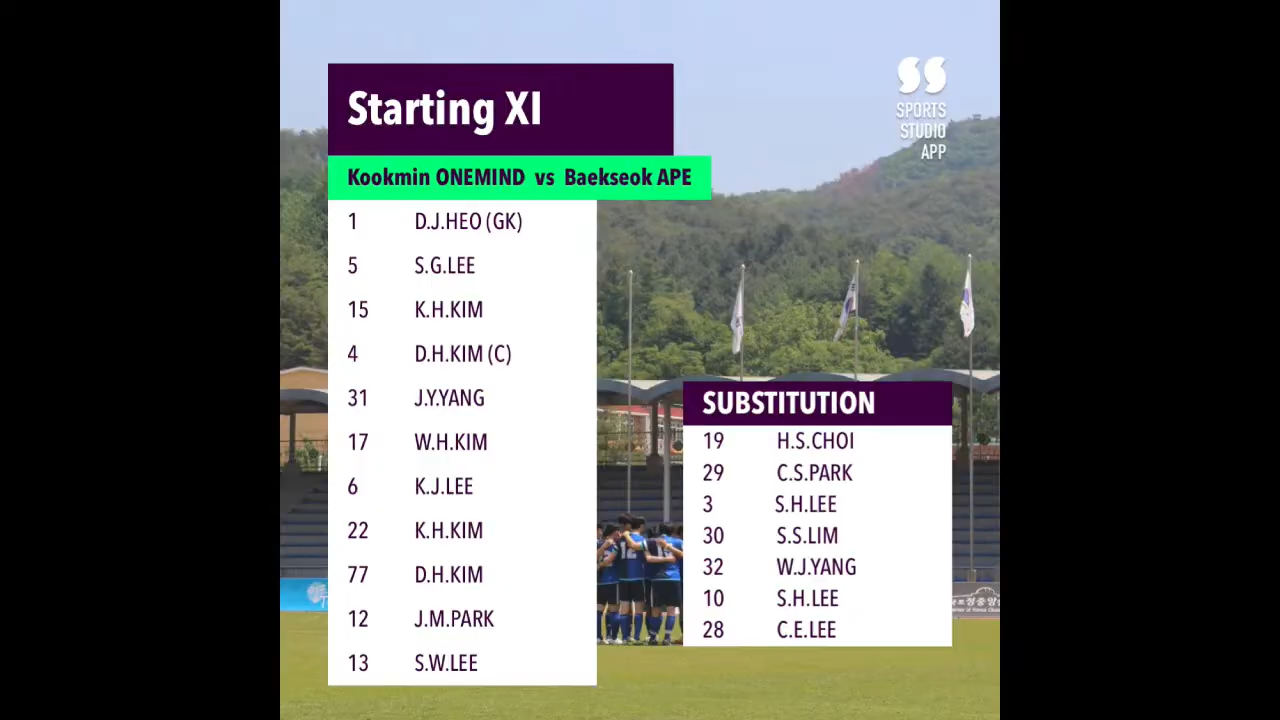 Starting XI
Kookmin ONEMIND vs Baekseok APE
1 D.J.HEO (GK)
5 S.G.LEE
15 K.H.KIM
4 D.H.KIM (C)
31 J.Y.YANG
17 W.H.KIM
6 K.J.LEE
22 K.H.KIM
77 D.H.KIM
12 J.M.PARK
13 S.W.LEE
SPORTS
STUDIO
APP
SUBSTITUTION
19 H.S.CHOI
29 C.S.PARK
3 S.H.LEE
30 S.S.LIM
32 W.J.YANG
10 S.H.LEE
28 C.E.LEE
12